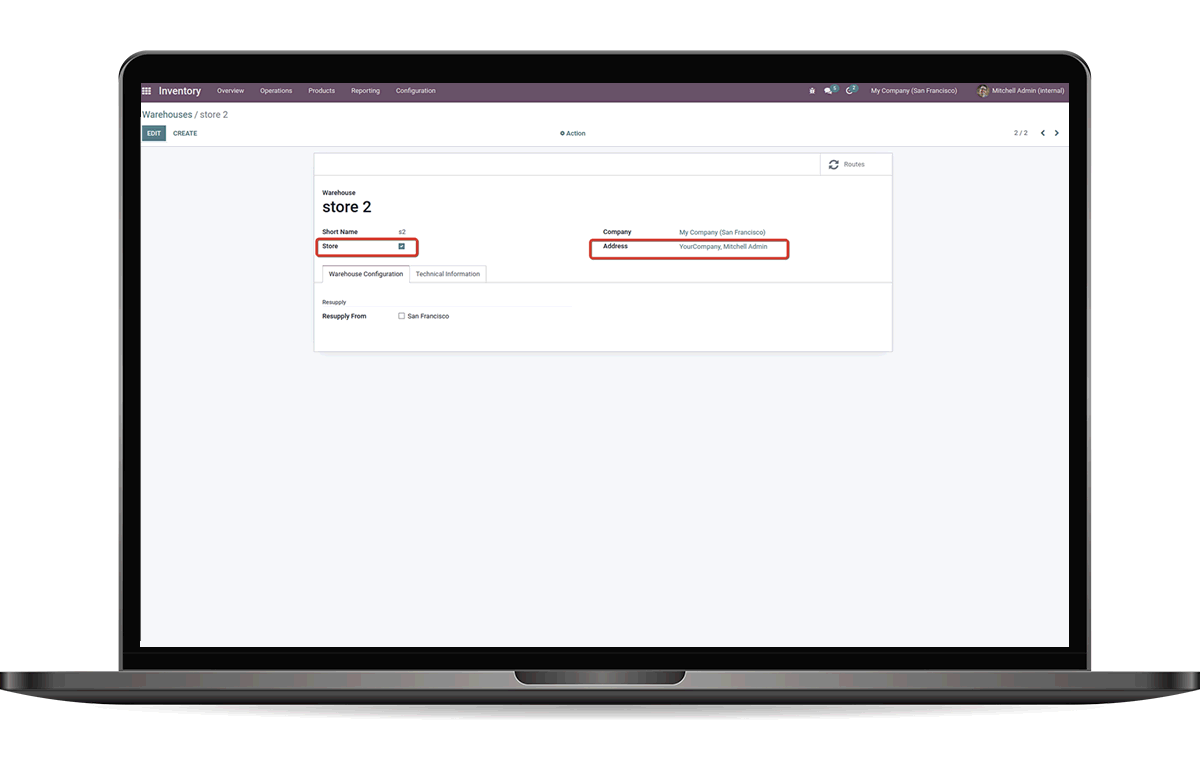 Inventory Overview Operations Products Reporting Configuration My Company (San Francisco) Mitchell Admin (internal)
Warehouses / store 2
EDIT CREATE Action 2 / 2
Routes
Warehouse
store 2
Short Name s2 Company My Company (San Francisco)
Store Address YourCompany, Mitchell Admin
Warehouse Configuration Technical Information
Resupply
Resupply From San Francisco